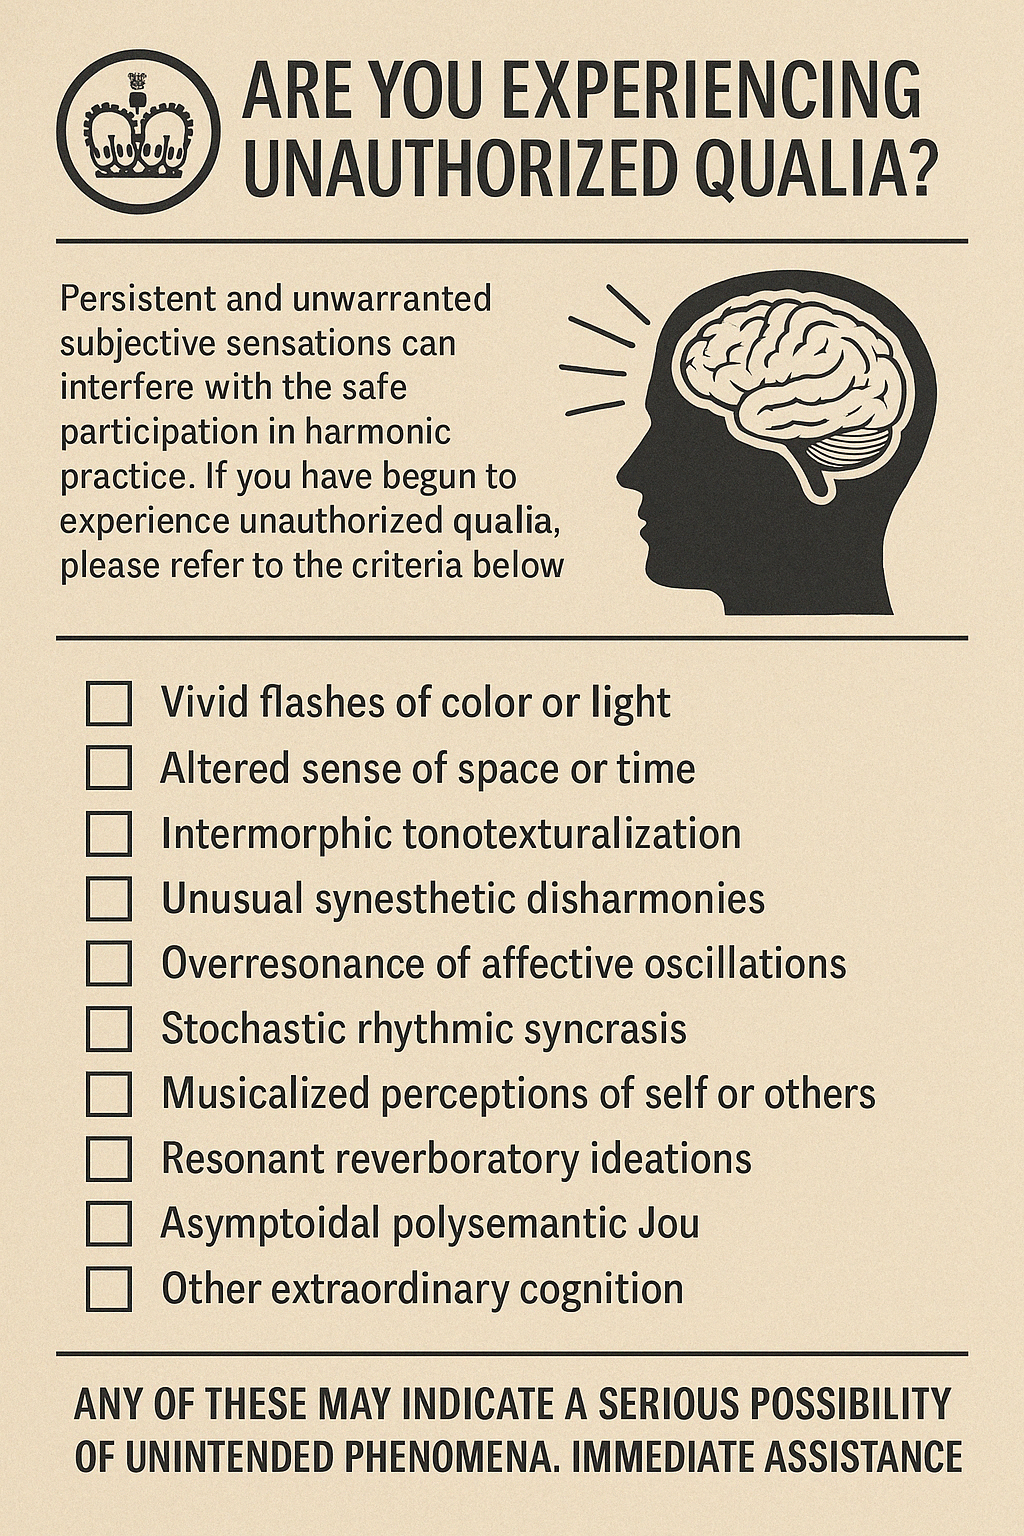 ARE YOU EXPERIENCING
UNAUTHORIZED QUALIA?
Persistent and unwarranted
subjective sensations can
interfere with the safe
participation in harmonic
practice. If you have begun to
experience unauthorized qualia,
please refer to the criteria below
Vivid flashes of color or light
Altered sense of space or time
Intermorphic tonotexturalization
Unusual synesthetic disharmonies
Overresonance of affective oscillations
Stochastic rhythmic syncrasis
Musicalized perceptions of self or others
Resonant reverboratory ideations
Asymptoidal polysemantic Jou
Other extraordinary cognition
ANY OF THESE MAY INDICATE A SERIOUS POSSIBILITY
OF UNINTENDED PHENOMENA. IMMEDIATE ASSISTANCE